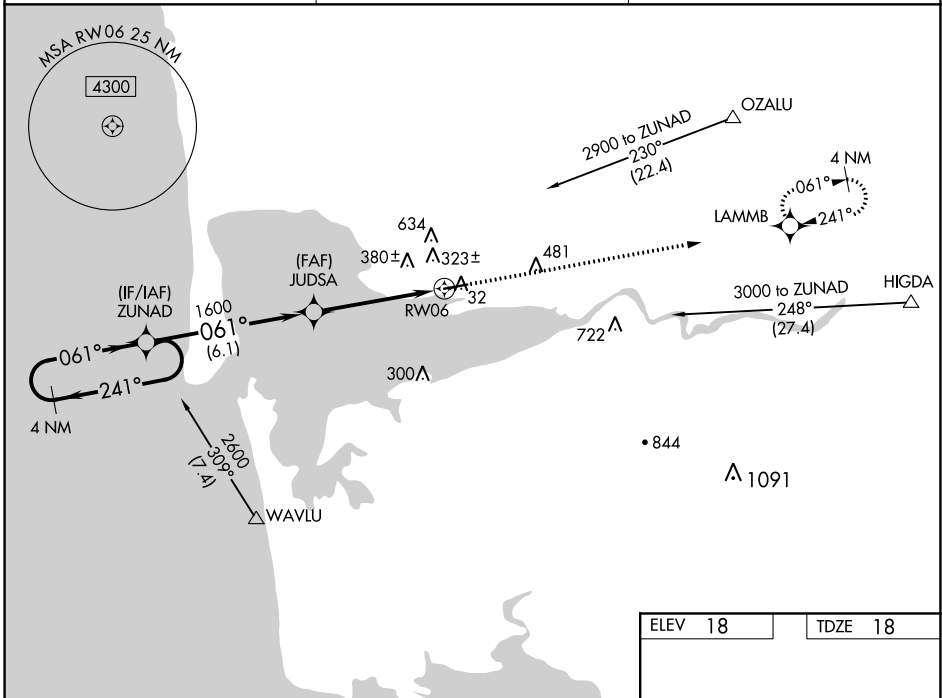 MSA RW06 25 NM
4300
OZALU
2900 to ZUNAD
230°
(22.4)
4 NM
061°
241°
LAMMB
634
380±
323±
481
32
RW06
(FAF)
JUDSA
(IF/IAF)
ZUNAD
1600
061°
(6.1)
HIGDA
3000 to ZUNAD
248°
(27.4)
722
061°
241°
4 NM
300
2600
309°
(7.4)
WAVLU
844
1091
ELEV 18
TDZE 18